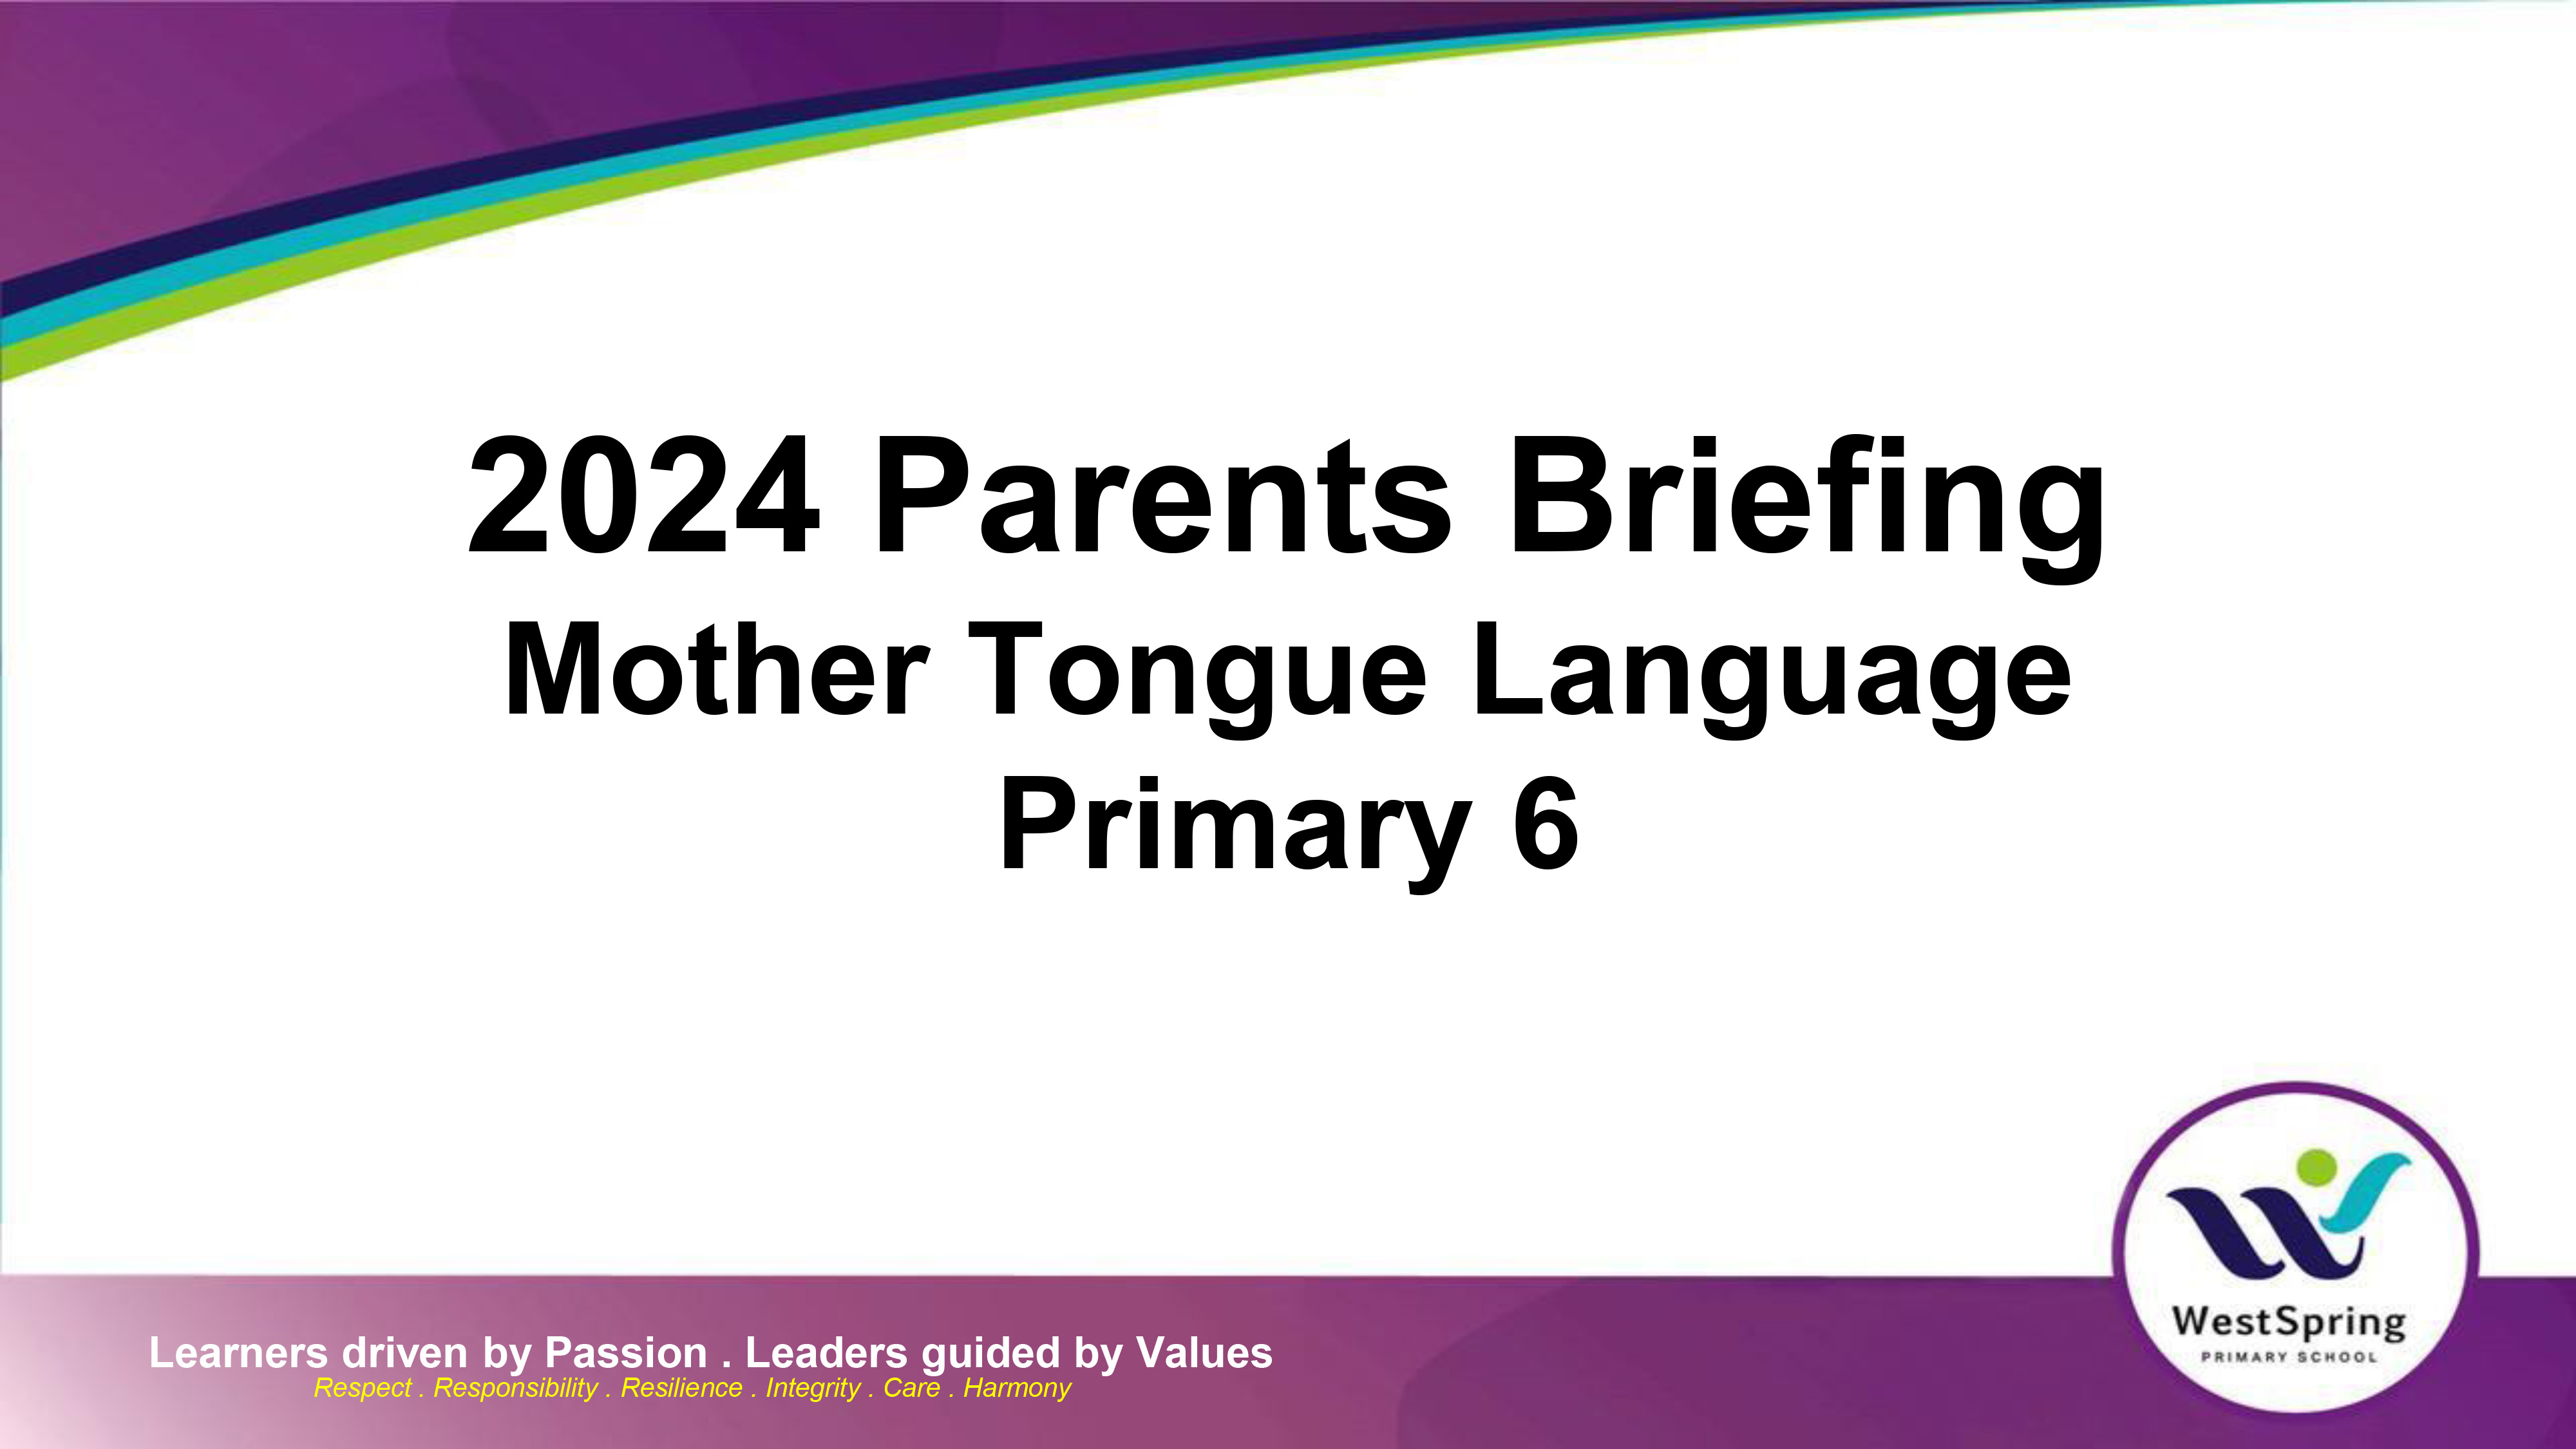 2024 Parents Briefing
Mother Tongue Language
Primary 6
WestSpring
PRIMARY SCHOOL
Learners driven by Passion . Leaders guided by Values
Respect . Responsibility . Resilience . Integrity . Care . Harmony